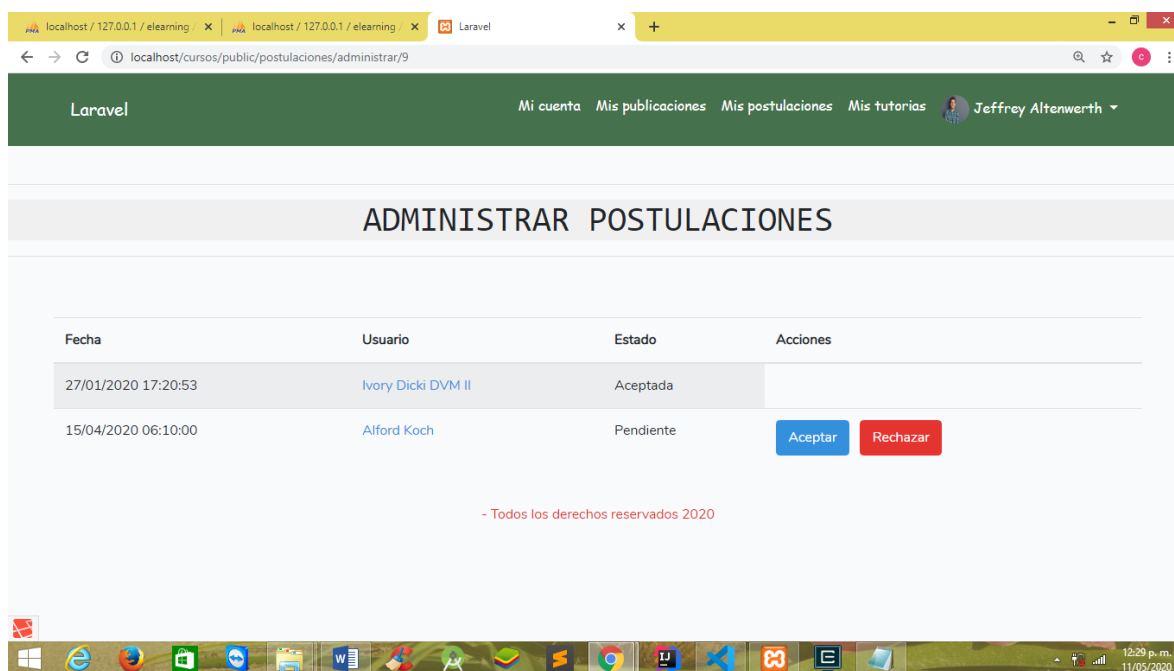 localhost / 127.0.0.1 / elearning / localhost / 127.0.0.1 / elearning / Laravel
localhost/cursos/public/postulaciones/administrar/9
Laravel Mi cuenta Mis publicaciones Mis postulaciones Mis tutorias Jeffrey Altenwerth
ADMINISTRAR POSTULACIONES
Fecha Usuario Estado Acciones
27/01/2020 17:20:53 Ivory Dicki DVM II Aceptada
15/04/2020 06:10:00 Alford Koch Pendiente Aceptar Rechazar
- Todos los derechos reservados 2020
12:29 p. m.
11/05/2020